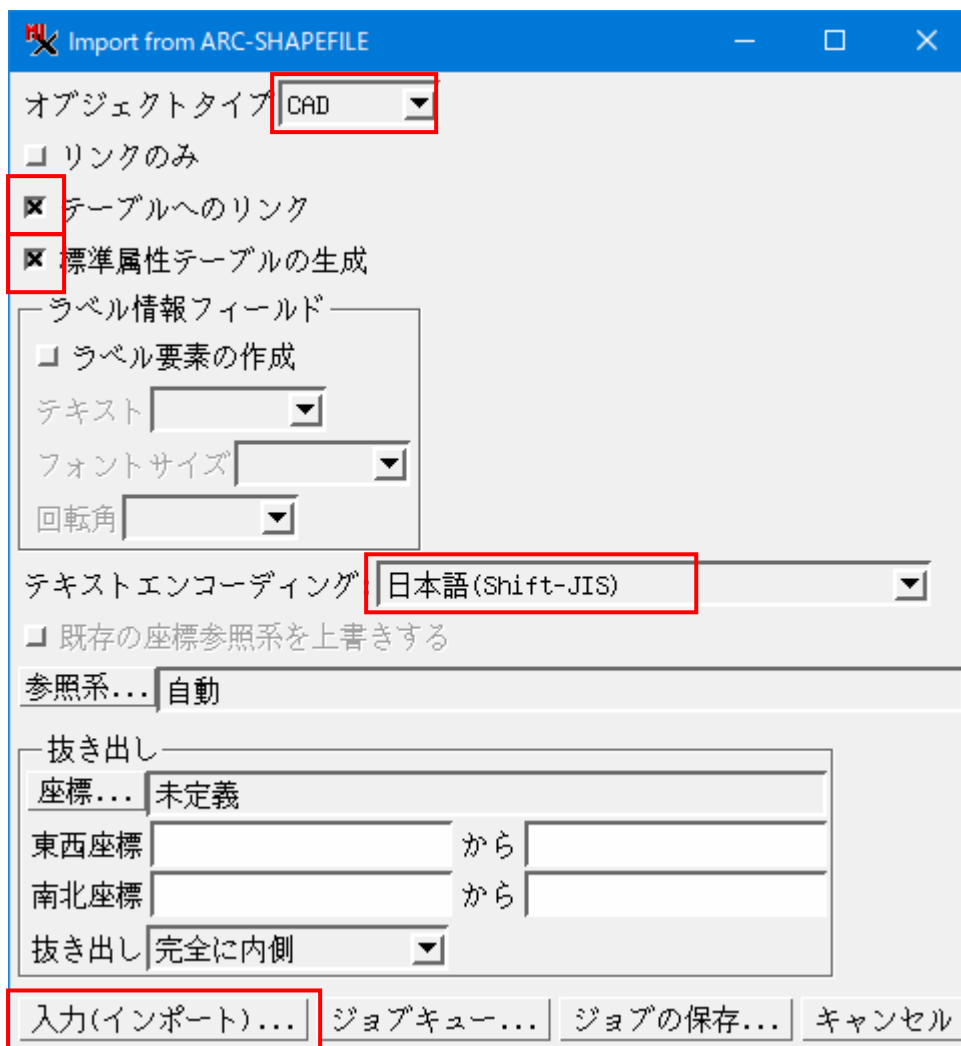 Import from ARC-SHAPEFILE
オブジェクトタイプ CAD
リンクのみ
テーブルへのリンク
標準属性テーブルの生成
ラベル情報フィールド
ラベル要素の作成
テキスト
フォントサイズ
回転角
テキストエンコーディング: 日本語(Shift-JIS)
既存の座標参照系を上書きする
参照系... 自動
抜き出し
座標... 未定義
東西座標 から
南北座標 から
抜き出し 完全に内側
入力(インポート)... ジョブキュー... ジョブの保存... キャンセル